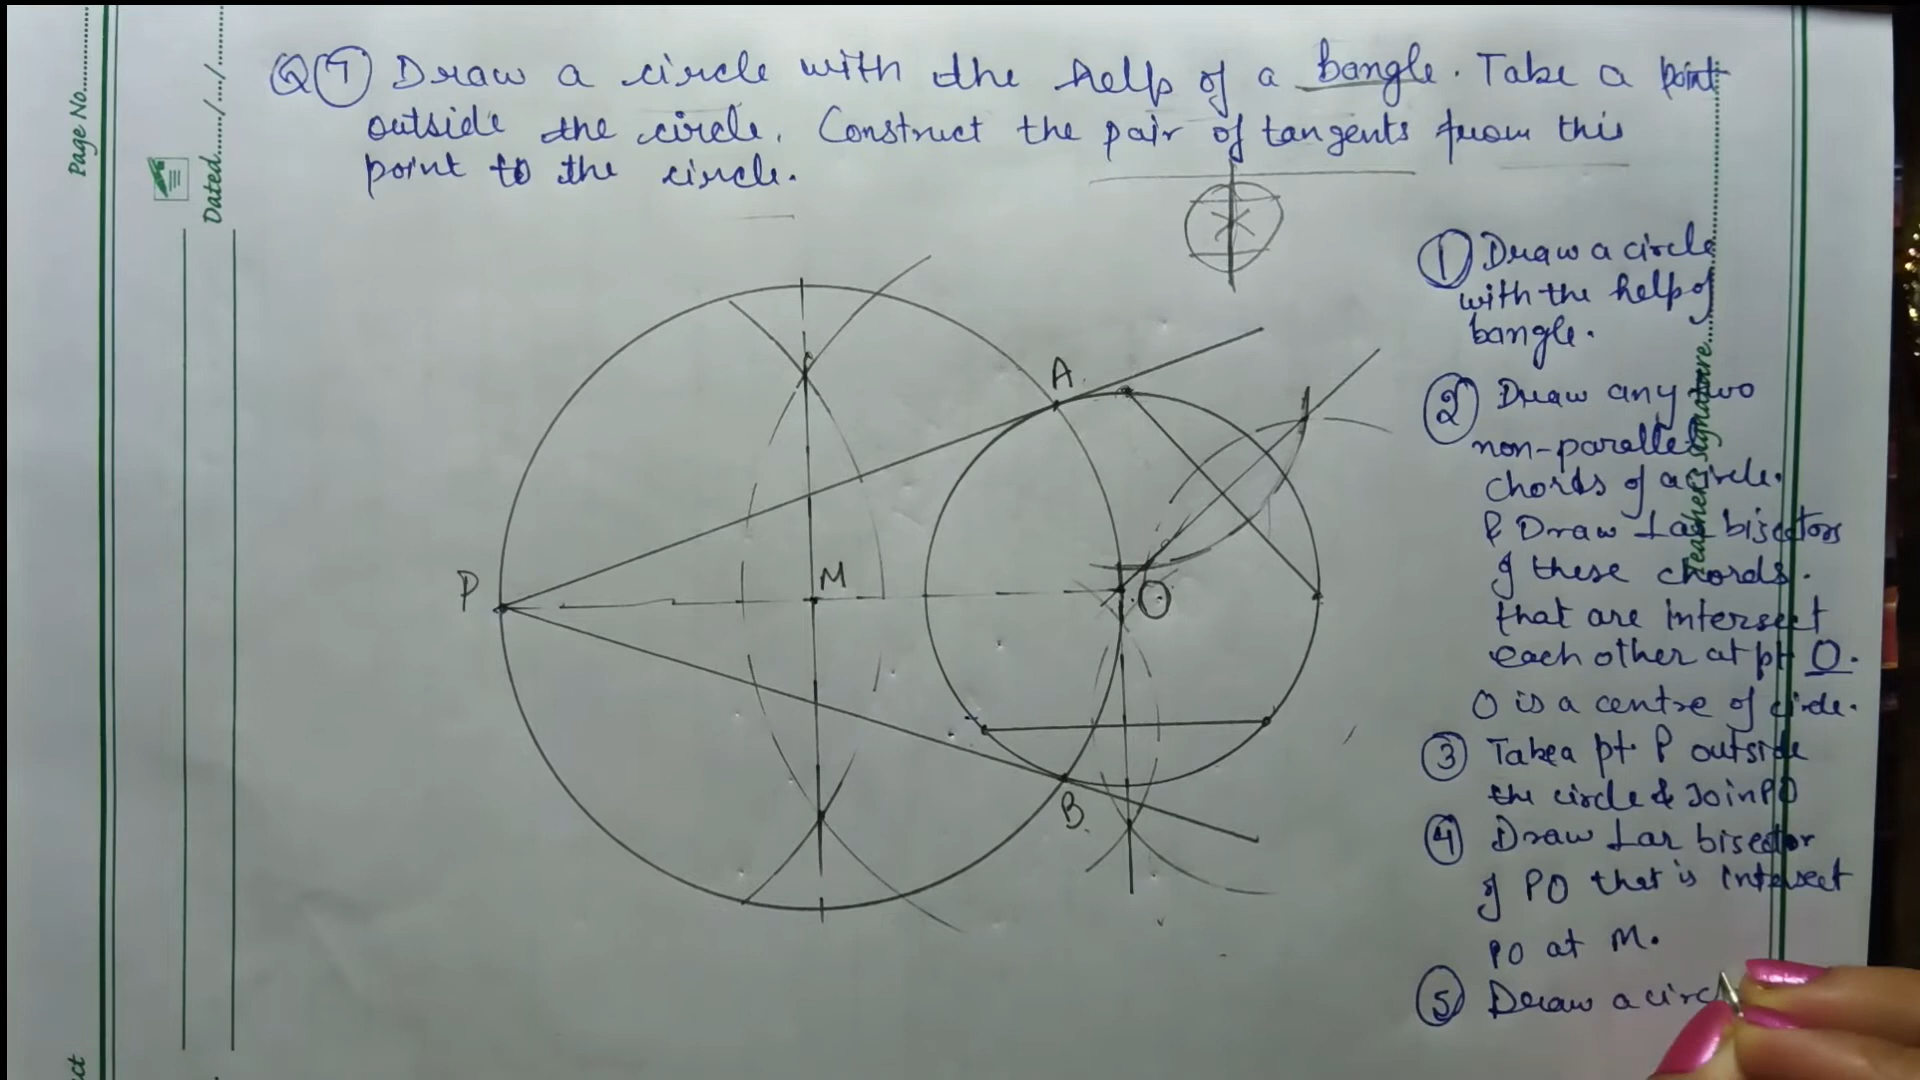 Page No.
Dated....../....../......
Q 7 Draw a circle with the help of a bangle. Take a point
outside the circle. Construct the pair of tangents from this
point to the circle.
1 Draw a circle
with the help of
bangle.
2 Draw any two
non-parallel
chords of a circle.
& Draw ⊥ar bisectors
of these chords.
that are intersect
each other at pt O.
O is a centre of circle.
3 Take a pt. P outside
the circle & Join PO
4 Draw ⊥ar bisector
of PO that is intersect
PO at M.
5 Draw a circ
Teacher's Signature
A
P
M
O
B
ct